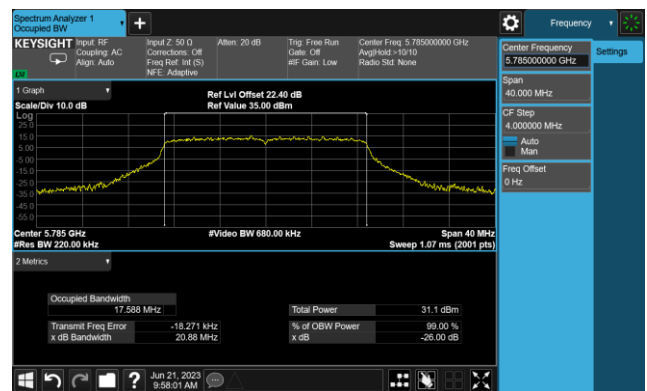 Spectrum Analyzer 1
Occupied BW
Frequency
KEYSIGHT
Input: RF
Coupling: AC
Align: Auto
Input Z: 50 Ω
Corrections: Off
Freq Ref: Int (S)
NFE: Adaptive
Atten: 20 dB
Trig: Free Run
Gate: Off
#IF Gain: Low
Center Freq: 5.785000000 GHz
Avg|Hold:>10/10
Radio Std: None
LXI
1 Graph
Scale/Div 10.0 dB
Ref Lvl Offset 22.40 dB
Ref Value 35.00 dBm
Log
25.0
15.0
5.00
-5.00
-15.0
-25.0
-35.0
-45.0
-55.0
Center 5.785 GHz
#Res BW 220.00 kHz
#Video BW 680.00 kHz
Span 40 MHz
Sweep 1.07 ms (2001 pts)
2 Metrics
Occupied Bandwidth
17.588 MHz
Transmit Freq Error -18.271 kHz
x dB Bandwidth 20.88 MHz
Total Power 31.1 dBm
% of OBW Power 99.00 %
x dB -26.00 dB
Jun 21, 2023
9:58:01 AM
Center Frequency
5.785000000 GHz
Span
40.000 MHz
CF Step
4.000000 MHz
Auto
Man
Freq Offset
0 Hz
Settings